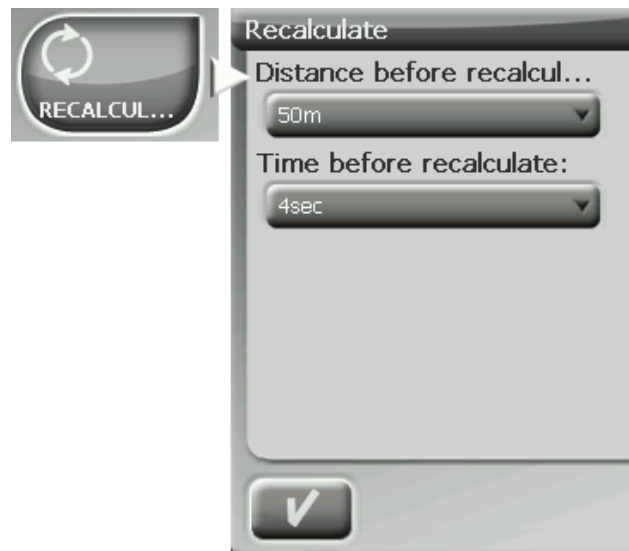 RECALCUL...
Recalculate
Distance before recalcul...
50m
Time before recalculate:
4sec